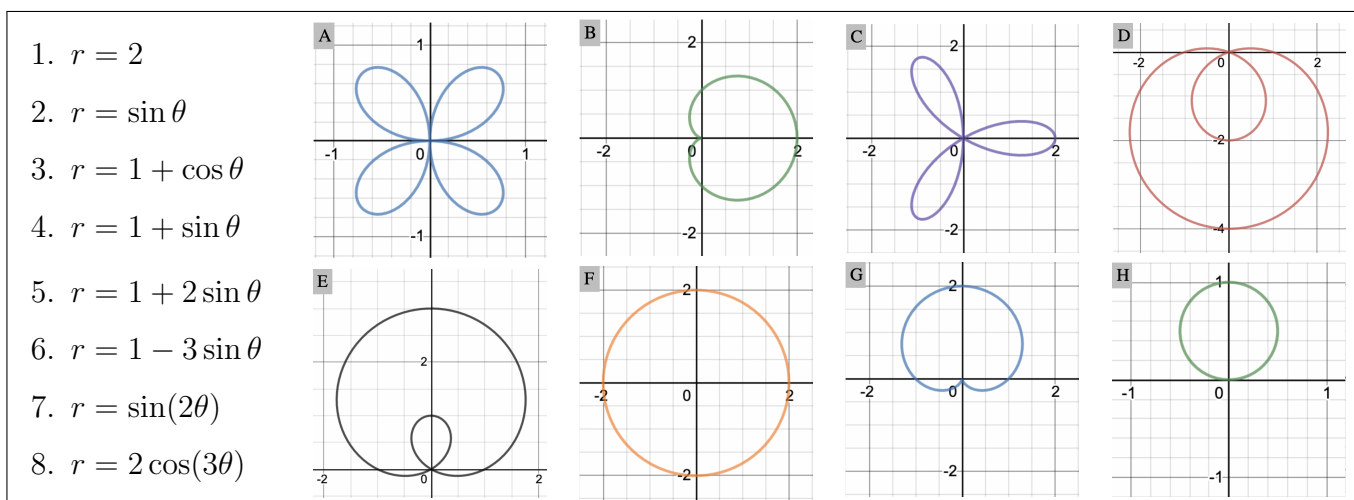 1. r = 2
2. r = sin θ
3. r = 1 + cos θ
4. r = 1 + sin θ
5. r = 1 + 2 sin θ
6. r = 1 − 3 sin θ
7. r = sin(2θ)
8. r = 2 cos(3θ)
A
1
-1 0 1
-1
B
2
-2 0 2
-2
C
2
-2 0 2
-2
D
-2 0 2
-2
-4
E
2
2 0 2
F
2
-2 0 2
-2
G
2
-2 0 2
-2
H
1
-1 0 1
-1